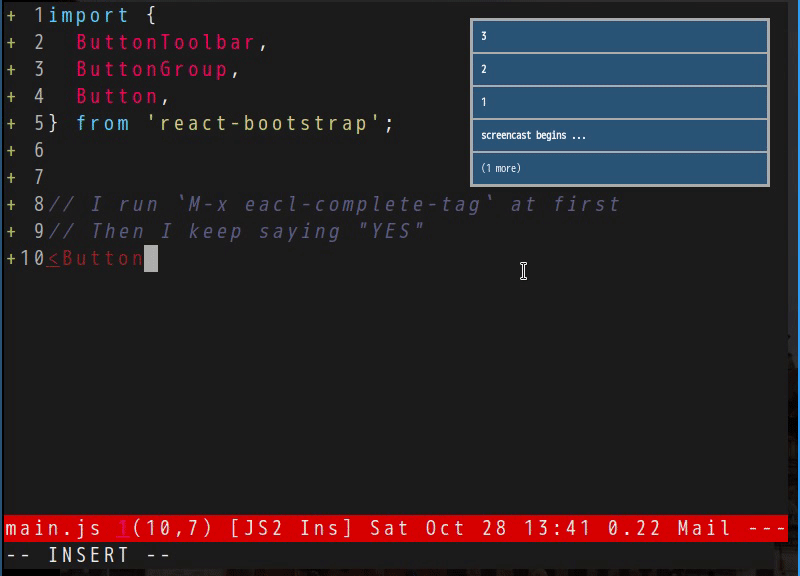 + 1import {
+ 2  ButtonToolbar,
+ 3  ButtonGroup,
+ 4  Button,
+ 5} from 'react-bootstrap';
+ 6
+ 7
+ 8// I run `M-x eacl-complete-tag` at first
+ 9// Then I keep saying "YES"
+10<Button
3
2
1
screencast begins ...
(1 more)
main.js 1(10,7) [JS2 Ins] Sat Oct 28 13:41 0.22 Mail ---
-- INSERT --